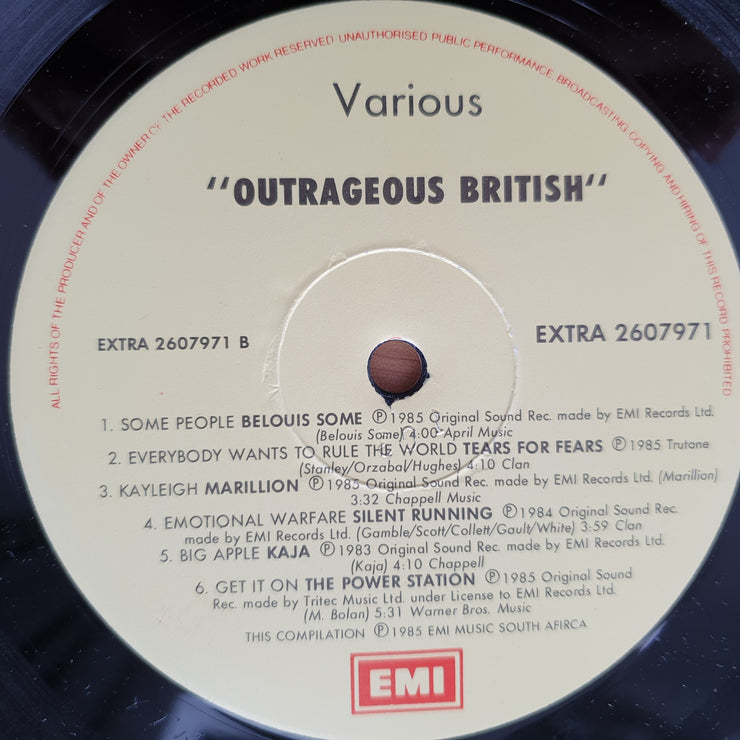 ALL RIGHTS OF THE PRODUCER AND OF THE OWNER OF THE RECORDED WORK RESERVED UNAUTHORISED PUBLIC PERFORMANCE, BROADCASTING COPYING AND HIRING OF THIS RECORD PROHIBITED
Various
"OUTRAGEOUS BRITISH"
EXTRA 2607971 B
EXTRA 2607971
1. SOME PEOPLE BELOUIS SOME Ⓟ1985 Original Sound Rec. made by EMI Records Ltd.
(Belouis Some) 4:00 April Music
2. EVERYBODY WANTS TO RULE THE WORLD TEARS FOR FEARS Ⓟ1985 Trutone
(Stanley/Orzabal/Hughes) 4:10 Clan
3. KAYLEIGH MARILLION Ⓟ1985 Original Sound Rec. made by EMI Records Ltd. (Marillion)
3:32 Chappell Music
4. EMOTIONAL WARFARE SILENT RUNNING Ⓟ1984 Original Sound Rec.
made by EMI Records Ltd. (Gamble/Scott/Collett/Gault/White) 3:59 Clan
5. BIG APPLE KAJA Ⓟ1983 Original Sound Rec. made by EMI Records Ltd.
(Kaja) 4:10 Chappell
6. GET IT ON THE POWER STATION Ⓟ1985 Original Sound
Rec. made by Tritec Music Ltd. under License to EMI Records Ltd.
(M. Bolan) 5:31 Warner Bros. Music
THIS COMPILATION Ⓟ1985 EMI MUSIC SOUTH AFIRCA
EMI